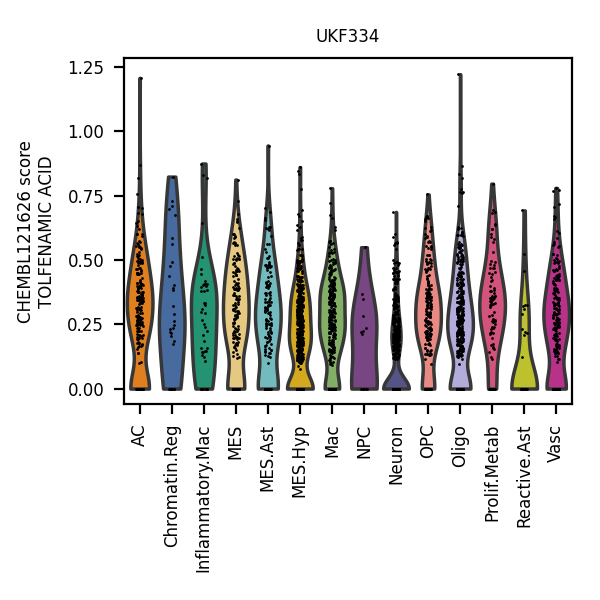 UKF334
CHEMBL121626 score
TOLFENAMIC ACID
1.25
1.00
0.75
0.50
0.25
0.00
AC
Chromatin.Reg
Inflammatory.Mac
MES
MES.Ast
MES.Hyp
Mac
NPC
Neuron
OPC
Oligo
Prolif.Metab
Reactive.Ast
Vasc